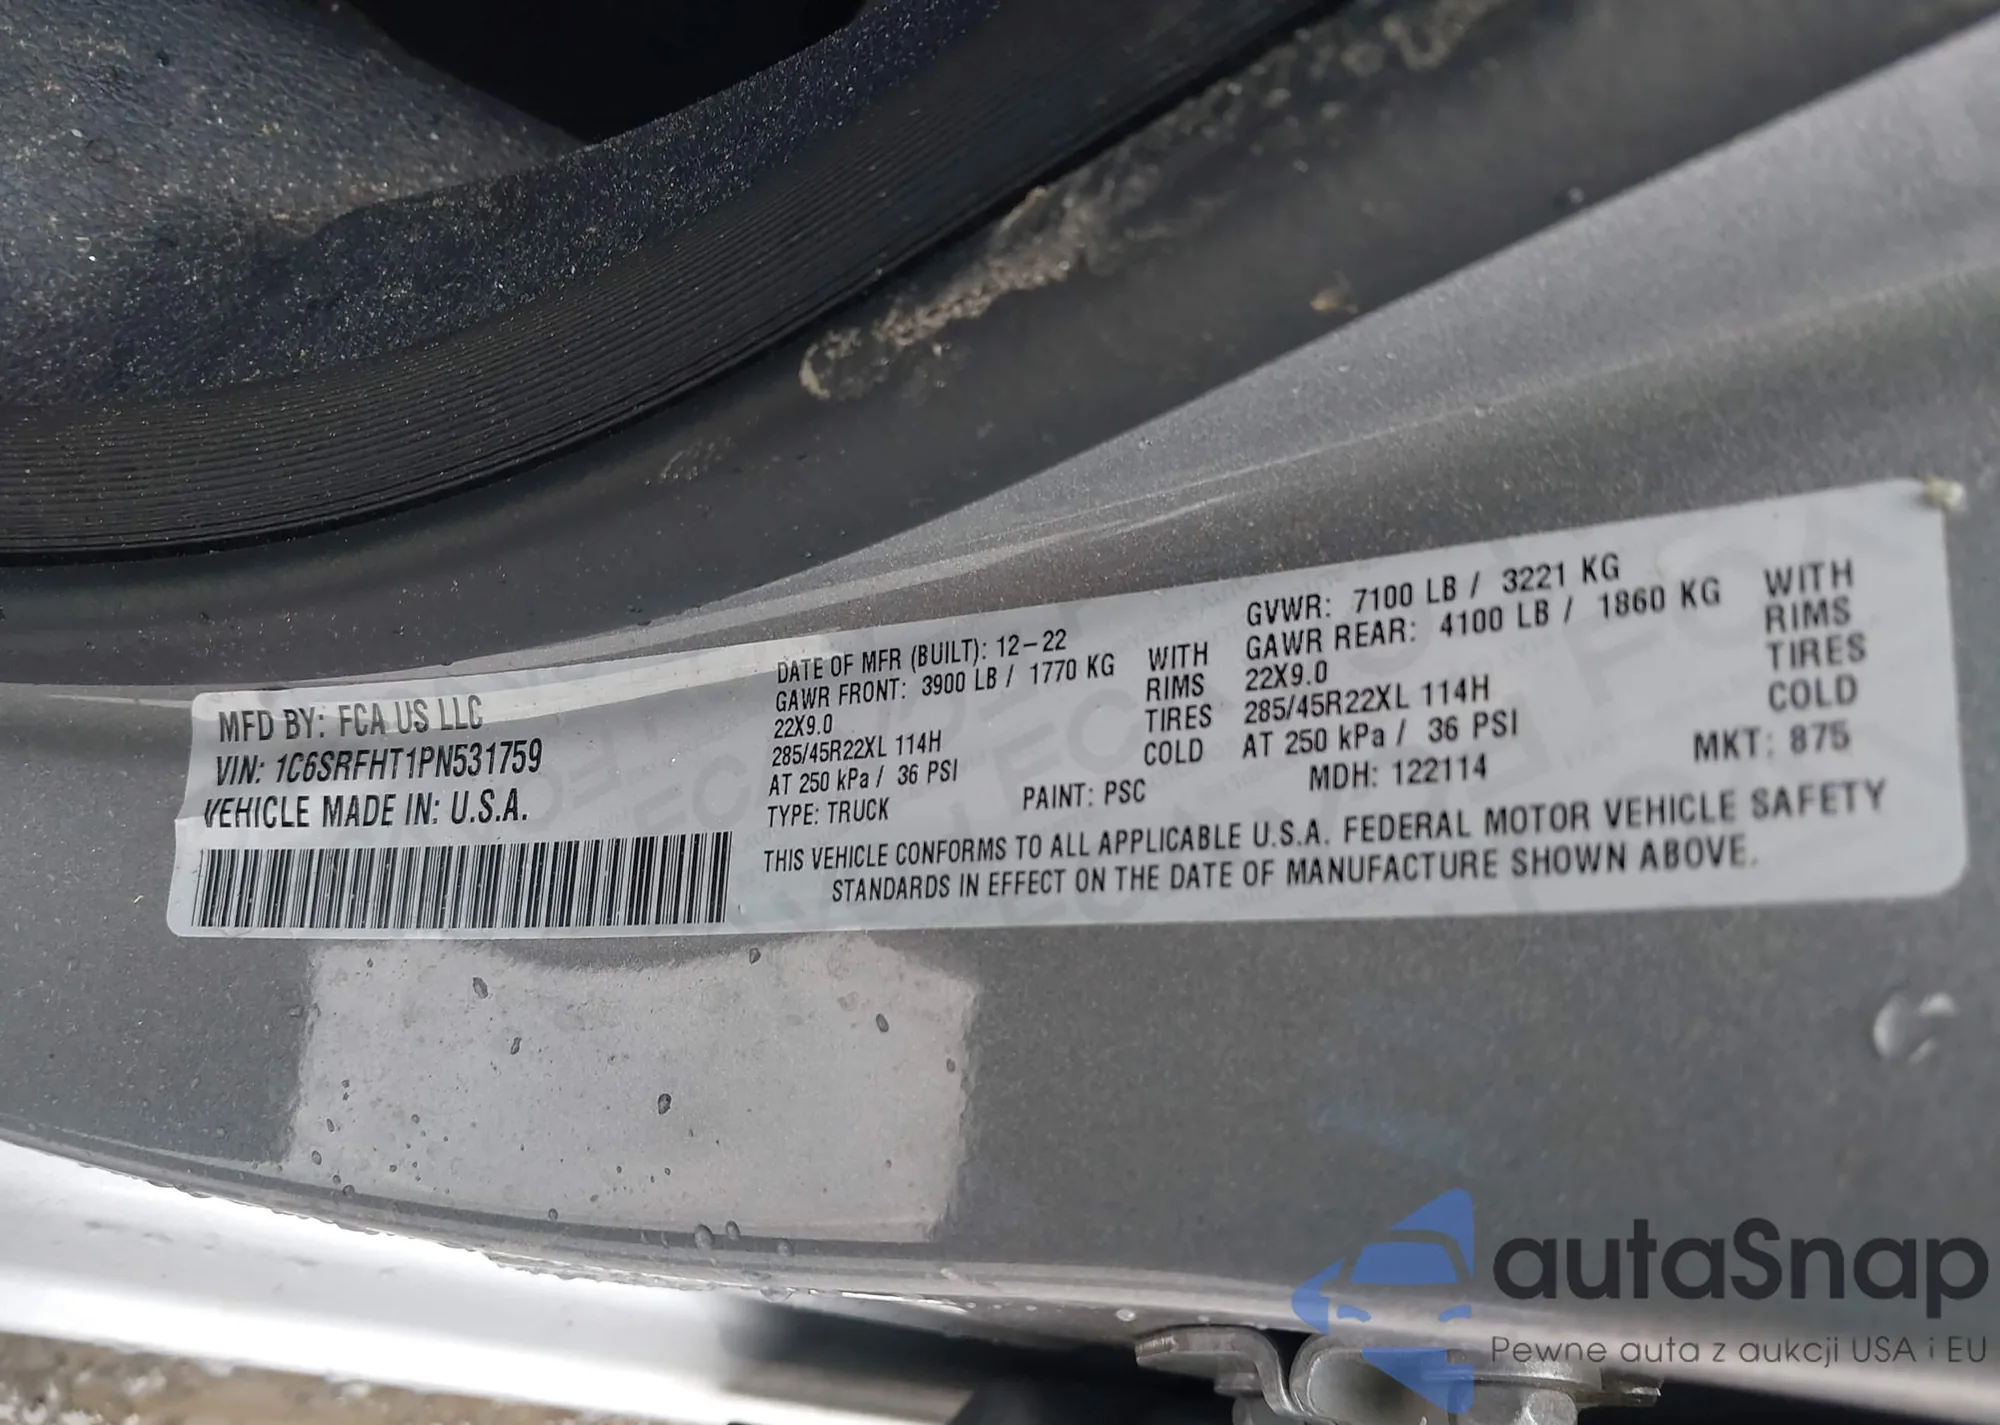 MFD BY: FCA US LLC
VIN: 1C6SRFHT1PN531759
VEHICLE MADE IN: U.S.A.
DATE OF MFR (BUILT): 12-22
GAWR FRONT: 3900 LB / 1770 KG WITH
22X9.0 RIMS
285/45R22XL 114H TIRES
AT 250 kPa / 36 PSI COLD
TYPE: TRUCK PAINT: PSC
GVWR: 7100 LB / 3221 KG
GAWR REAR: 4100 LB / 1860 KG WITH
22X9.0 RIMS
285/45R22XL 114H TIRES
AT 250 kPa / 36 PSI COLD
MDH: 122114 MKT: 875
THIS VEHICLE CONFORMS TO ALL APPLICABLE U.S.A. FEDERAL MOTOR VEHICLE SAFETY
STANDARDS IN EFFECT ON THE DATE OF MANUFACTURE SHOWN ABOVE.
autaSnap
Pewne auta z aukcji USA i EU